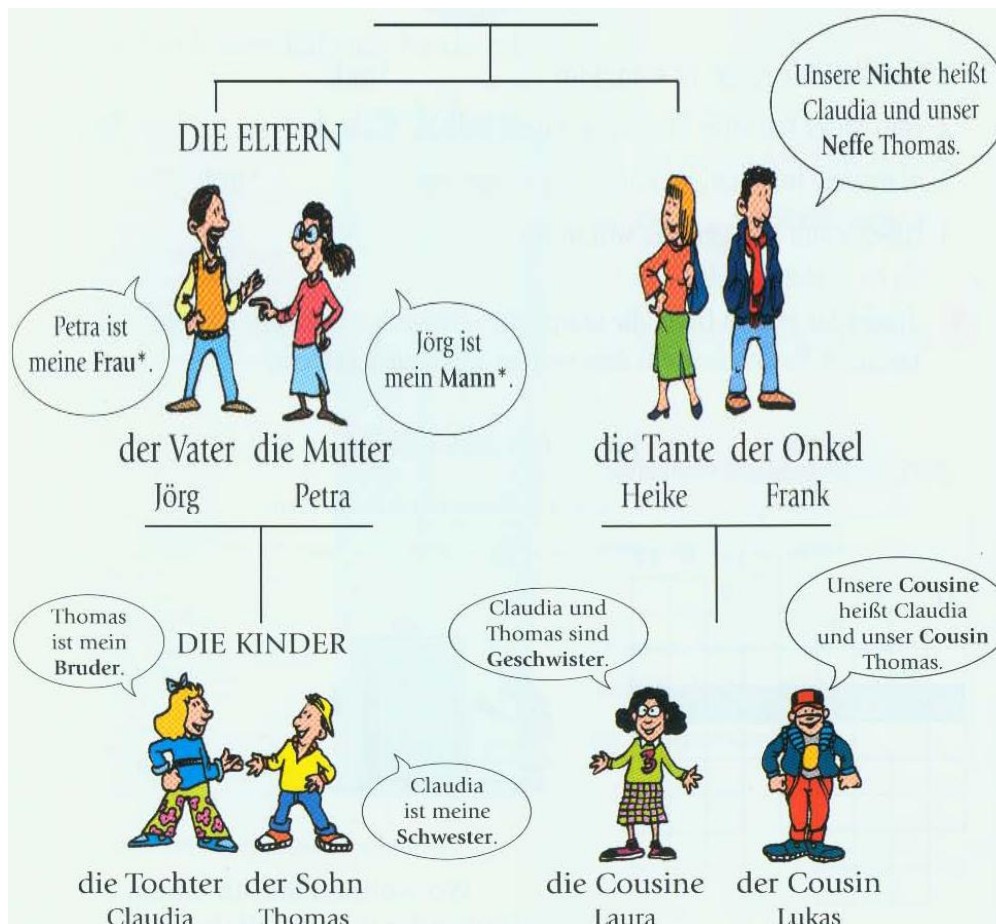 Unsere Nichte heißt
Claudia und unser
Neffe Thomas.
DIE ELTERN
Petra ist
meine Frau*.
Jörg ist
mein Mann*.
der Vater die Mutter
Jörg Petra
die Tante der Onkel
Heike Frank
Thomas
ist mein
Bruder.
DIE KINDER
Claudia und
Thomas sind
Geschwister.
Unsere Cousine
heißt Claudia
und unser Cousin
Thomas.
3
Claudia
ist meine
Schwester.
die Tochter der Sohn
Claudia Thomas
die Cousine der Cousin
Laura Lukas